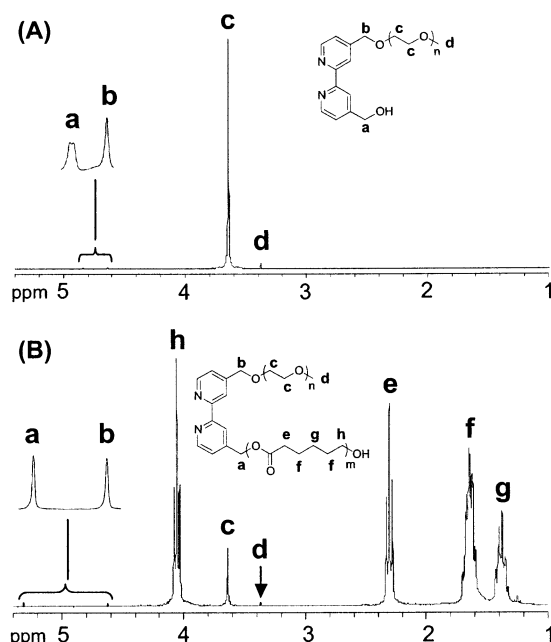 (A)
c
b c d
O O O
c n
N
N OH
a
a b
d
ppm 5 4 3 2 1
(B)
h
b c d
O O O
c n
N
N
e g h
O OH
a f f m
O
a b
e
f
g
c
d
ppm 5 4 3 2 1